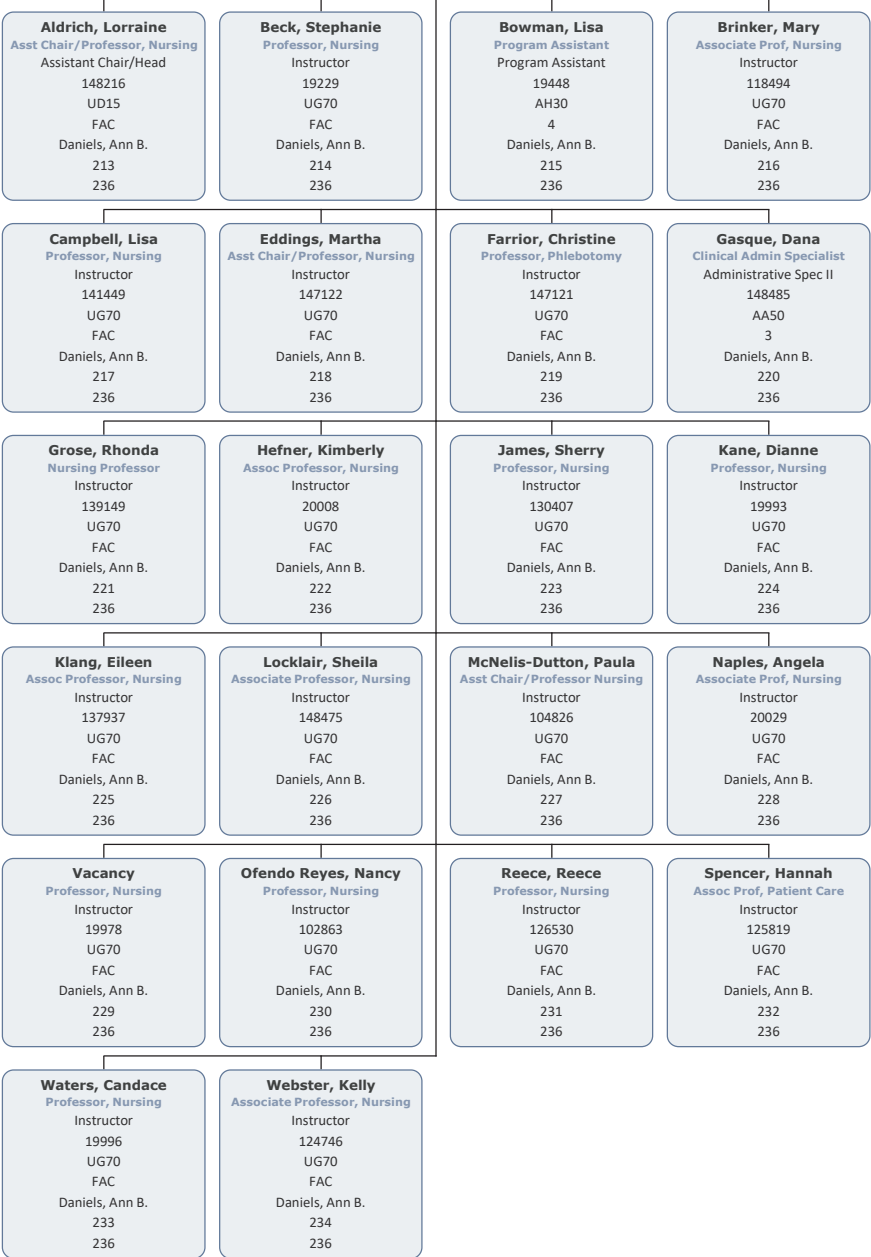 Aldrich, Lorraine
Asst Chair/Professor, Nursing
Assistant Chair/Head
148216
UD15
FAC
Daniels, Ann B.
213
236
Beck, Stephanie
Professor, Nursing
Instructor
19229
UG70
FAC
Daniels, Ann B.
214
236
Bowman, Lisa
Program Assistant
Program Assistant
19448
AH30
4
Daniels, Ann B.
215
236
Brinker, Mary
Associate Prof, Nursing
Instructor
118494
UG70
FAC
Daniels, Ann B.
216
236
Campbell, Lisa
Professor, Nursing
Instructor
141449
UG70
FAC
Daniels, Ann B.
217
236
Eddings, Martha
Asst Chair/Professor, Nursing
Instructor
147122
UG70
FAC
Daniels, Ann B.
218
236
Farrior, Christine
Professor, Phlebotomy
Instructor
147121
UG70
FAC
Daniels, Ann B.
219
236
Gasque, Dana
Clinical Admin Specialist
Administrative Spec II
148485
AA50
3
Daniels, Ann B.
220
236
Grose, Rhonda
Nursing Professor
Instructor
139149
UG70
FAC
Daniels, Ann B.
221
236
Hefner, Kimberly
Assoc Professor, Nursing
Instructor
20008
UG70
FAC
Daniels, Ann B.
222
236
James, Sherry
Professor, Nursing
Instructor
130407
UG70
FAC
Daniels, Ann B.
223
236
Kane, Dianne
Professor, Nursing
Instructor
19993
UG70
FAC
Daniels, Ann B.
224
236
Klang, Eileen
Assoc Professor, Nursing
Instructor
137937
UG70
FAC
Daniels, Ann B.
225
236
Locklair, Sheila
Associate Professor, Nursing
Instructor
148475
UG70
FAC
Daniels, Ann B.
226
236
McNelis-Dutton, Paula
Asst Chair/Professor Nursing
Instructor
104826
UG70
FAC
Daniels, Ann B.
227
236
Naples, Angela
Associate Prof, Nursing
Instructor
20029
UG70
FAC
Daniels, Ann B.
228
236
Vacancy
Professor, Nursing
Instructor
19978
UG70
FAC
Daniels, Ann B.
229
236
Ofendo Reyes, Nancy
Professor, Nursing
Instructor
102863
UG70
FAC
Daniels, Ann B.
230
236
Reece, Reece
Professor, Nursing
Instructor
126530
UG70
FAC
Daniels, Ann B.
231
236
Spencer, Hannah
Assoc Prof, Patient Care
Instructor
125819
UG70
FAC
Daniels, Ann B.
232
236
Waters, Candace
Professor, Nursing
Instructor
19996
UG70
FAC
Daniels, Ann B.
233
236
Webster, Kelly
Associate Professor, Nursing
Instructor
124746
UG70
FAC
Daniels, Ann B.
234
236